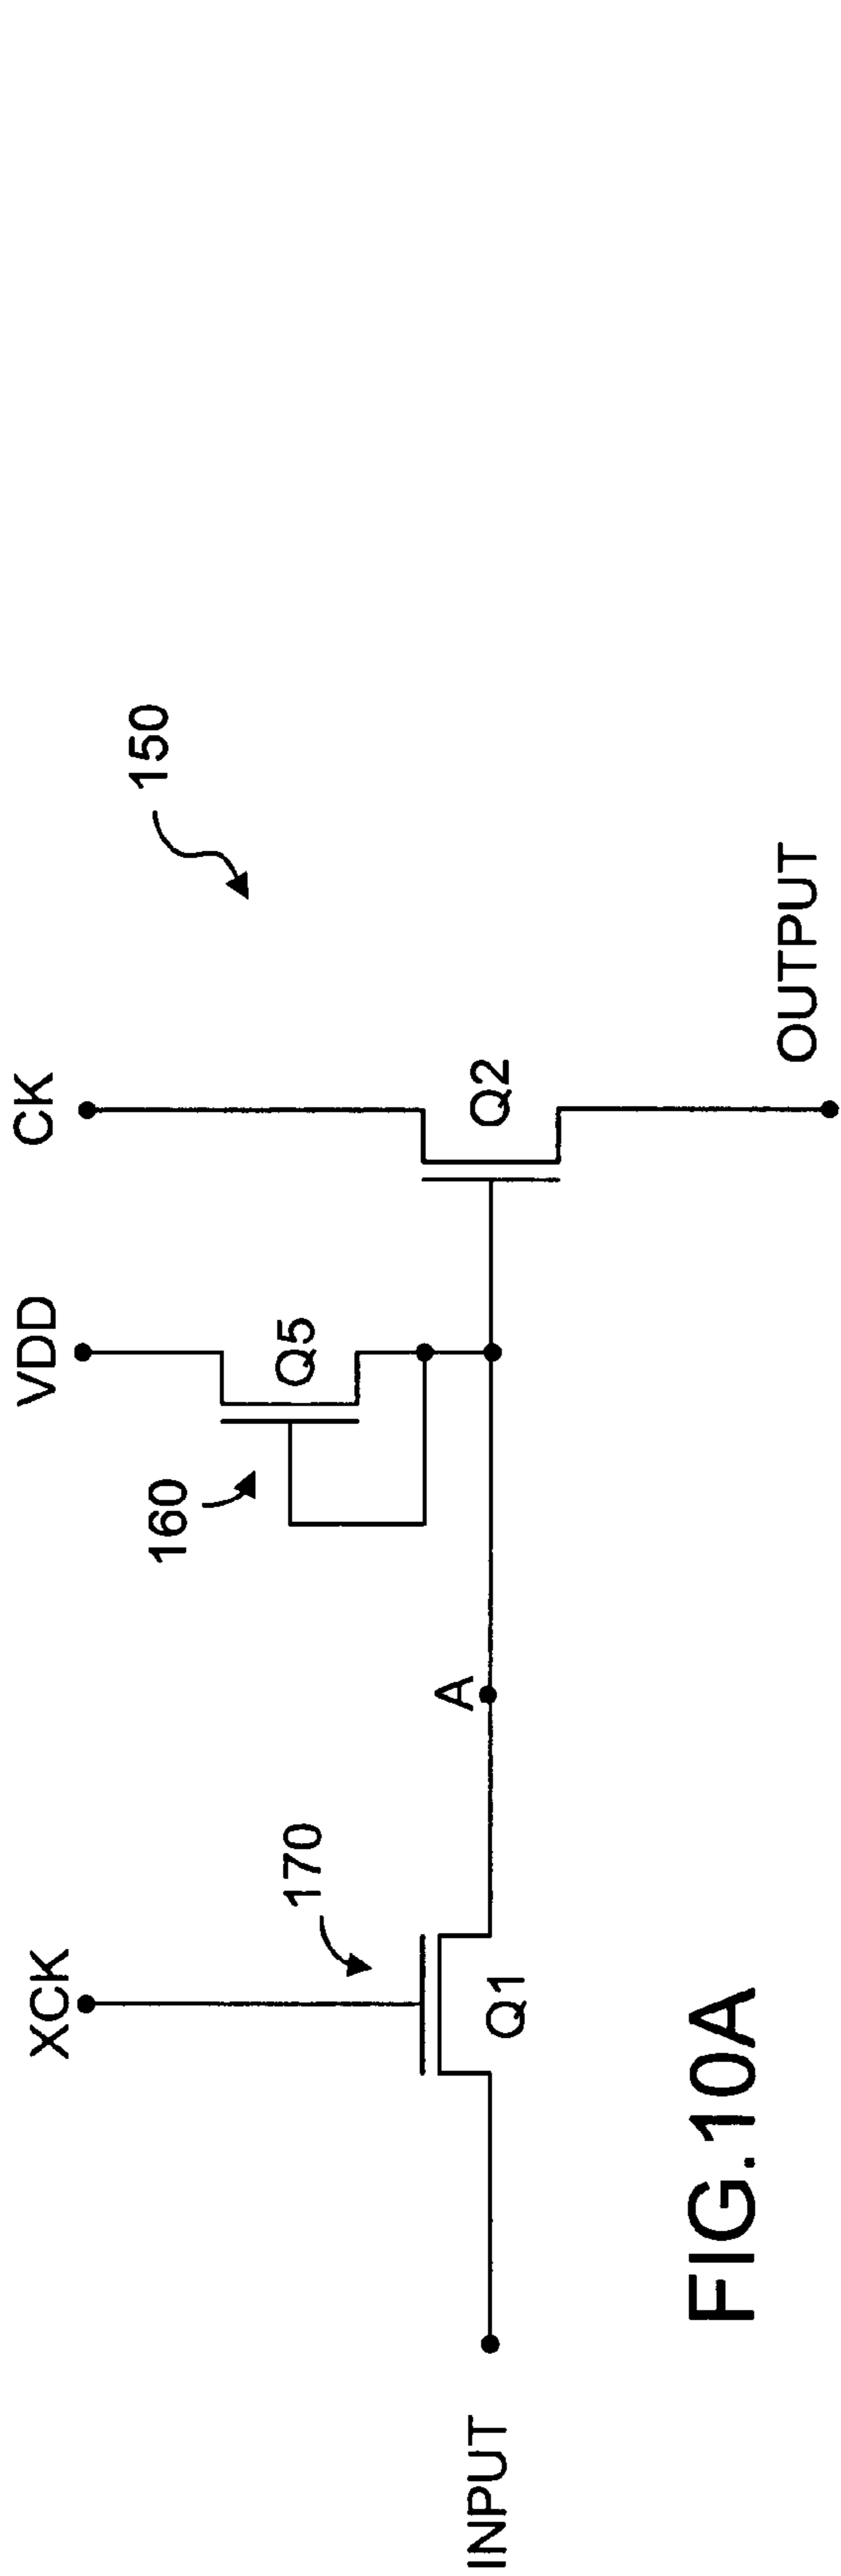 XCK
VDD
CK
150
160
Q5
170
A
Q1
Q2
INPUT
OUTPUT
FIG.10A